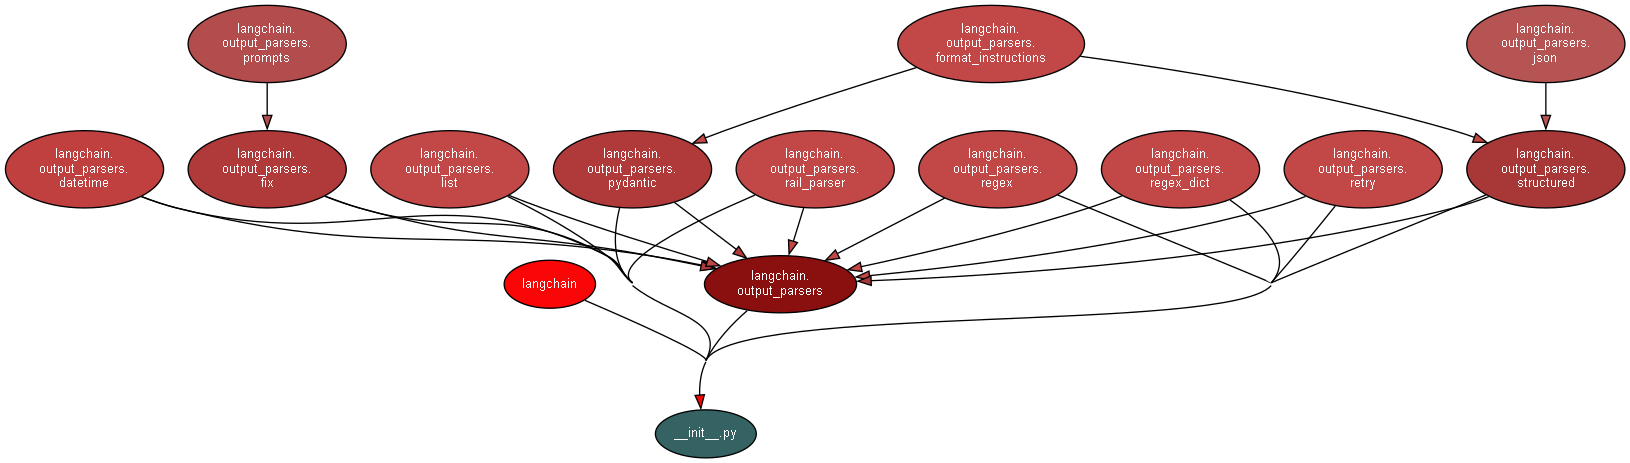 langchain.
output_parsers.
prompts
langchain.
output_parsers.
format_instructions
langchain.
output_parsers.
json
langchain.
output_parsers.
datetime
langchain.
output_parsers.
fix
langchain.
output_parsers.
list
langchain.
output_parsers.
pydantic
langchain.
output_parsers.
rail_parser
langchain.
output_parsers.
regex
langchain.
output_parsers.
regex_dict
langchain.
output_parsers.
retry
langchain.
output_parsers.
structured
langchain
langchain.
output_parsers
__init__.py